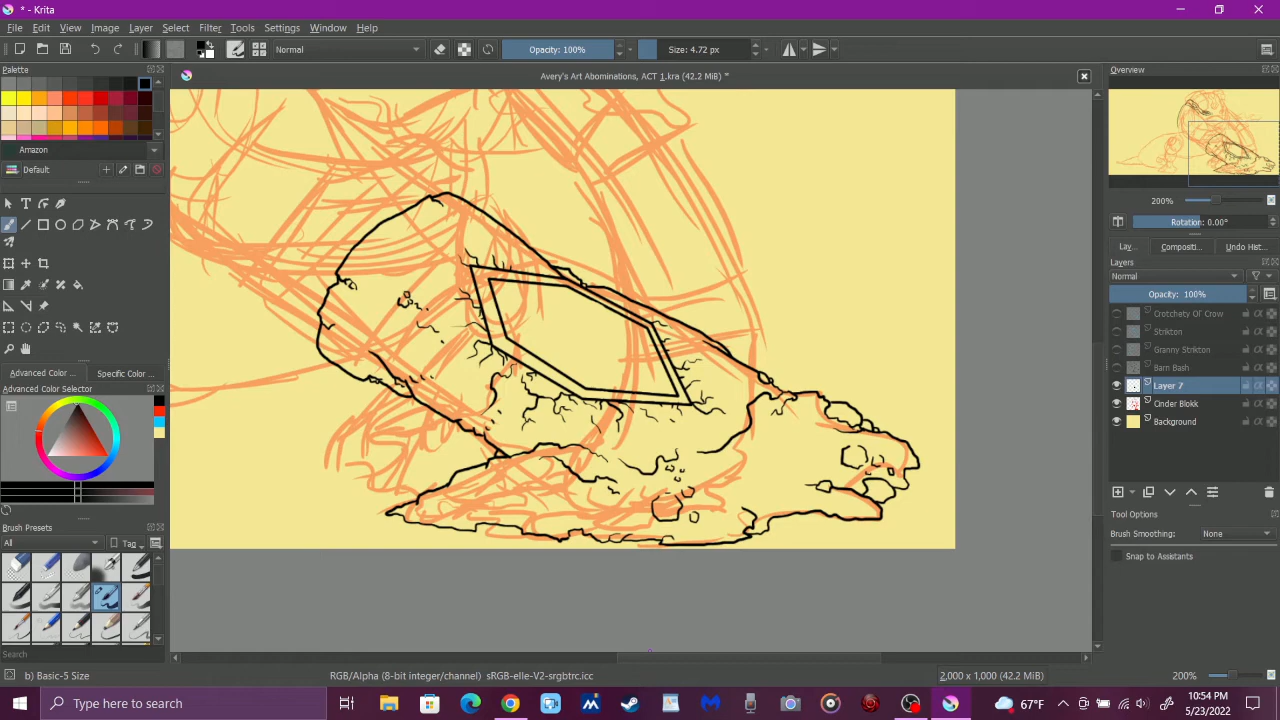 * - Krita
File Edit View Image Layer Select Filter Tools Settings Window Help
Normal Opacity: 100% Size: 4.72 px
Palette
Avery's Art Abominations, ACT 1.kra (42.2 MiB) *
Overview
Amazon
Default
200%
Rotation: 0.00°
Lay... Compositi... Undo Hist...
Layers
Normal
Opacity: 100%
Crotchety Ol' Crow
Strikton
Granny Strikton
Barn Bash
Layer 7
Cinder Blokk
Background
Advanced Color ... Specific Color ...
Advanced Color Selector
Tool Options
Brush Smoothing: None
Snap to Assistants
Brush Presets
All Tag
Search
b) Basic-5 Size RGB/Alpha (8-bit integer/channel) sRGB-elle-V2-srgbtrc.icc 2,000 x 1,000 (42.2 MiB) 200%
Type here to search 67°F 10:54 PM
5/23/2022